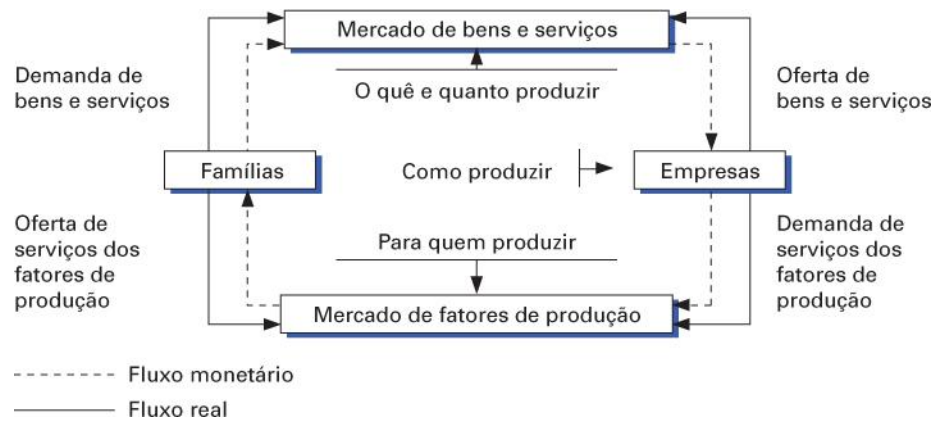 Mercado de bens e serviços
Demanda de
bens e serviços
O quê e quanto produzir
Oferta de
bens e serviços
Famílias
Como produzir
Empresas
Oferta de
serviços dos
fatores de
produção
Para quem produzir
Demanda de
serviços dos
fatores de
produção
Mercado de fatores de produção
Fluxo monetário
Fluxo real